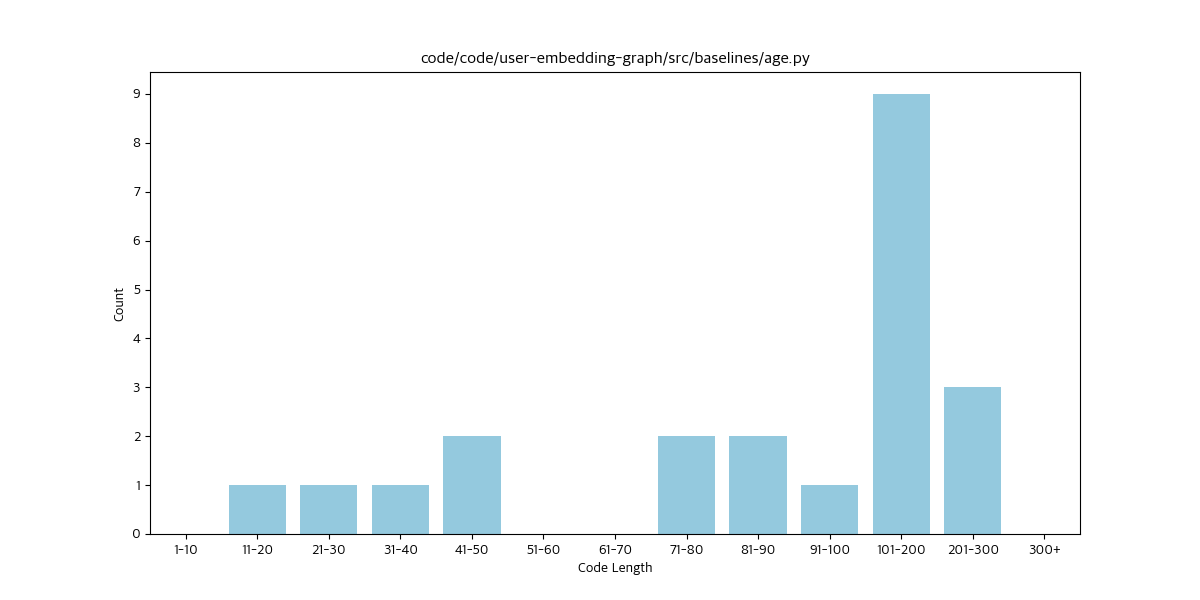 code/code/user-embedding-graph/src/baselines/age.py
9
8
7
6
5
4
3
2
1
0
Count
1-10 11-20 21-30 31-40 41-50 51-60 61-70 71-80 81-90 91-100 101-200 201-300 300+
Code Length